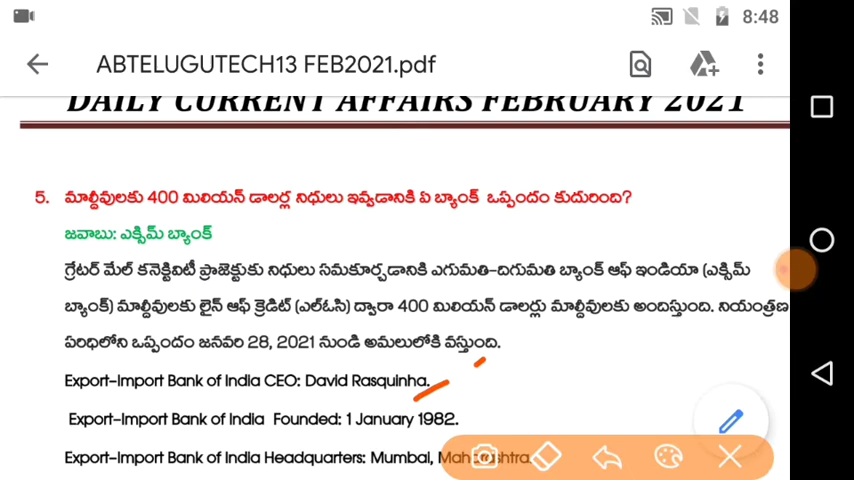 8:48
ABTELUGUTECH13 FEB2021.pdf
DAILY CURRENT AFFAIRS FEBRUARY 2021
5. మాల్దీవులకు 400 మిలియన్ డాలర్ల నిధులు ఇవ్వడానికి ఏ బ్యాంక్ ఒప్పందం కుదురింది?
జవాబు: ఎక్సిమ్ బ్యాంక్
గ్రేటర్ మేల్ కనెక్టివిటీ ప్రాజెక్టుకు నిధులు సమకూర్చడానికి ఎగుమతి-దిగుమతి బ్యాంక్ ఆఫ్ ఇండియా (ఎక్సిమ్
బ్యాంక్) మాల్దీవులకు లైన్ ఆఫ్ క్రెడిట్ (ఎల్ఓసి) ద్వారా 400 మిలియన్ డాలర్లు మాల్దీవులకు అందిస్తుంది. నియంత్రణ
పరిధిలోని ఒప్పందం జనవరి 28, 2021 నుండి అమలులోకి వస్తుంది.
Export-Import Bank of India CEO: David Rasquinha.
Export-Import Bank of India Founded: 1 January 1982.
Export-Import Bank of India Headquarters: Mumbai, Maharashtra.